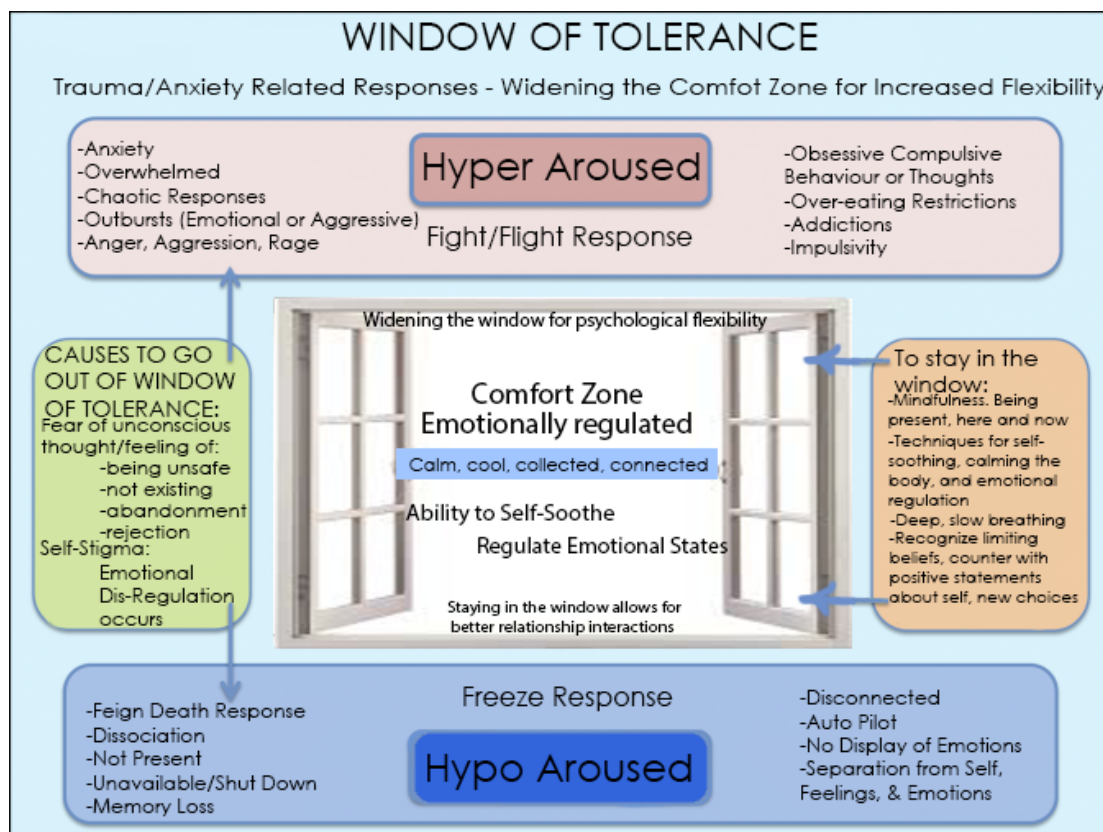 WINDOW OF TOLERANCE
Trauma/Anxiety Related Responses - Widening the Comfot Zone for Increased Flexibility
-Anxiety
-Overwhelmed
-Chaotic Responses
-Outbursts (Emotional or Aggressive)
-Anger, Aggression, Rage
Hyper Aroused
Fight/Flight Response
-Obsessive Compulsive
Behaviour or Thoughts
-Over-eating Restrictions
-Addictions
-Impulsivity
CAUSES TO GO
OUT OF WINDOW
OF TOLERANCE:
Fear of unconscious
thought/feeling of:
-being unsafe
-not existing
-abandonment
-rejection
Self-Stigma:
Emotional
Dis-Regulation
occurs
Widening the window for psychological flexibility
Comfort Zone
Emotionally regulated
Calm, cool, collected, connected
Ability to Self-Soothe
Regulate Emotional States
Staying in the window allows for
better relationship interactions
To stay in the
window:
-Mindfulness. Being
present, here and now
-Techniques for self-
soothing, calming the
body, and emotional
regulation
-Deep, slow breathing
-Recognize limiting
beliefs, counter with
positive statements
about self, new choices
-Feign Death Response
-Dissociation
-Not Present
-Unavailable/Shut Down
-Memory Loss
Freeze Response
Hypo Aroused
-Disconnected
-Auto Pilot
-No Display of Emotions
-Separation from Self,
Feelings, & Emotions